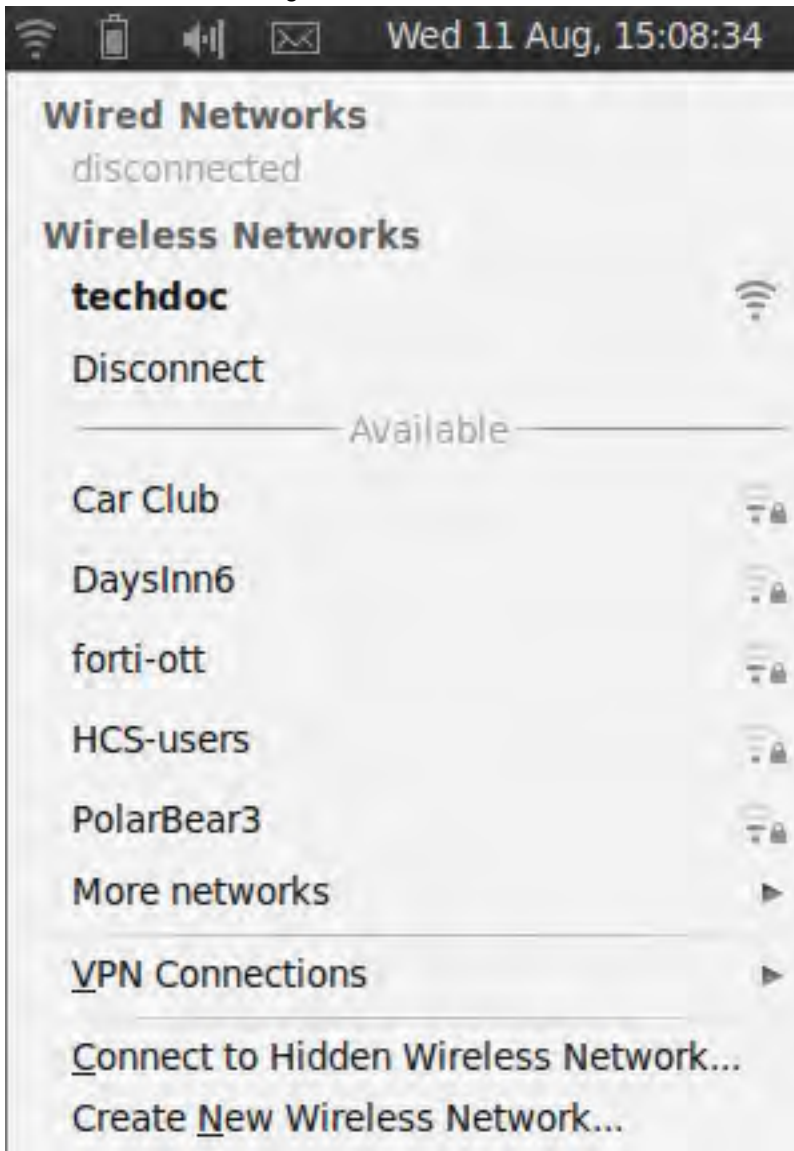 Wed 11 Aug, 15:08:34
Wired Networks
disconnected
Wireless Networks
techdoc
Disconnect
Available
Car Club
DaysInn6
forti-ott
HCS-users
PolarBear3
More networks
VPN Connections
Connect to Hidden Wireless Network...
Create New Wireless Network...